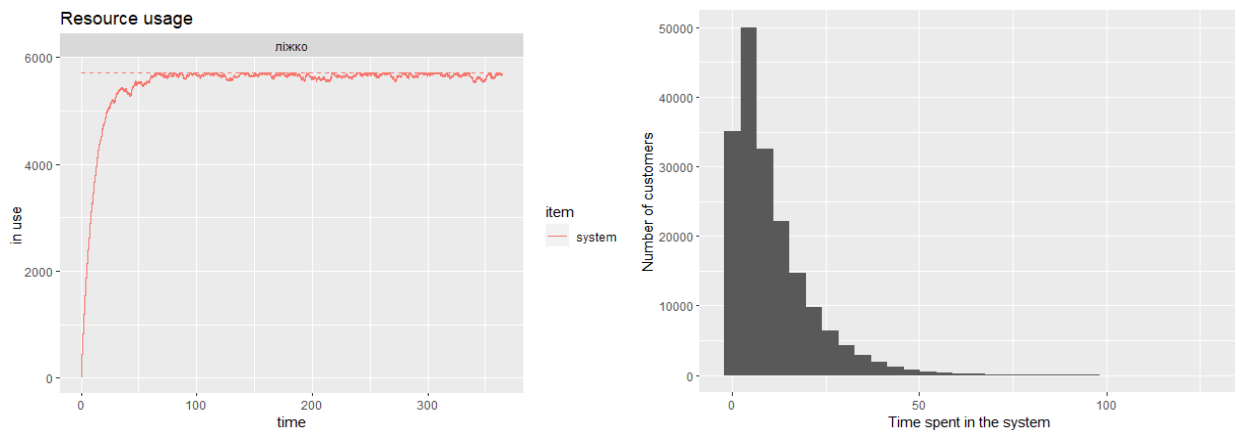 Resource usage
ліжко
6000
4000
2000
0
in use
0 100 200 300
time
item
system
50000
40000
30000
20000
10000
0
Number of customers
0 50 100
Time spent in the system